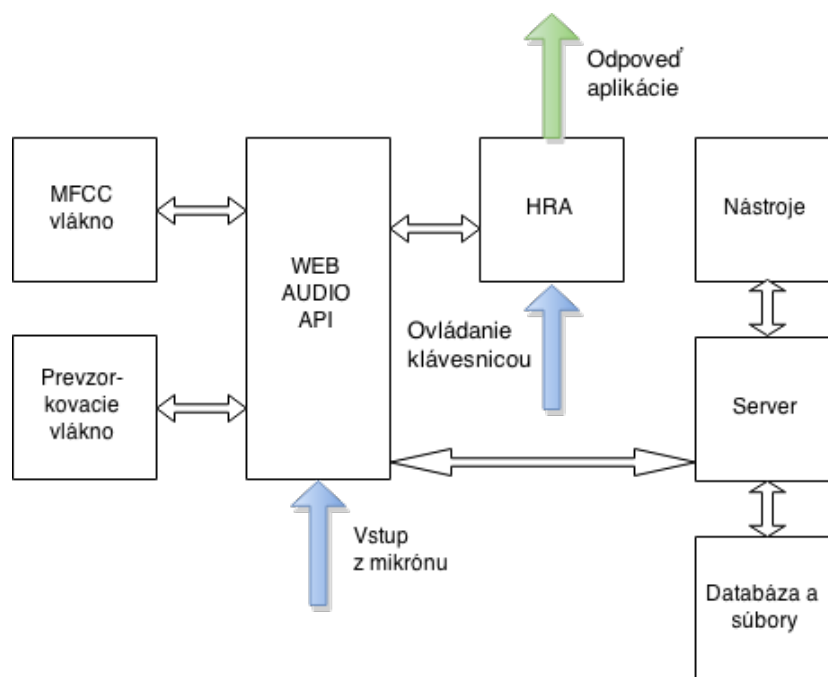 Odpoveď
aplikácie
MFCC
vlákno
WEB
AUDIO
API
HRA
Nástroje
Prevzor-
kovacie
vlákno
Ovládanie
klávesnicou
Server
Vstup
z mikrónu
Databáza a
súbory